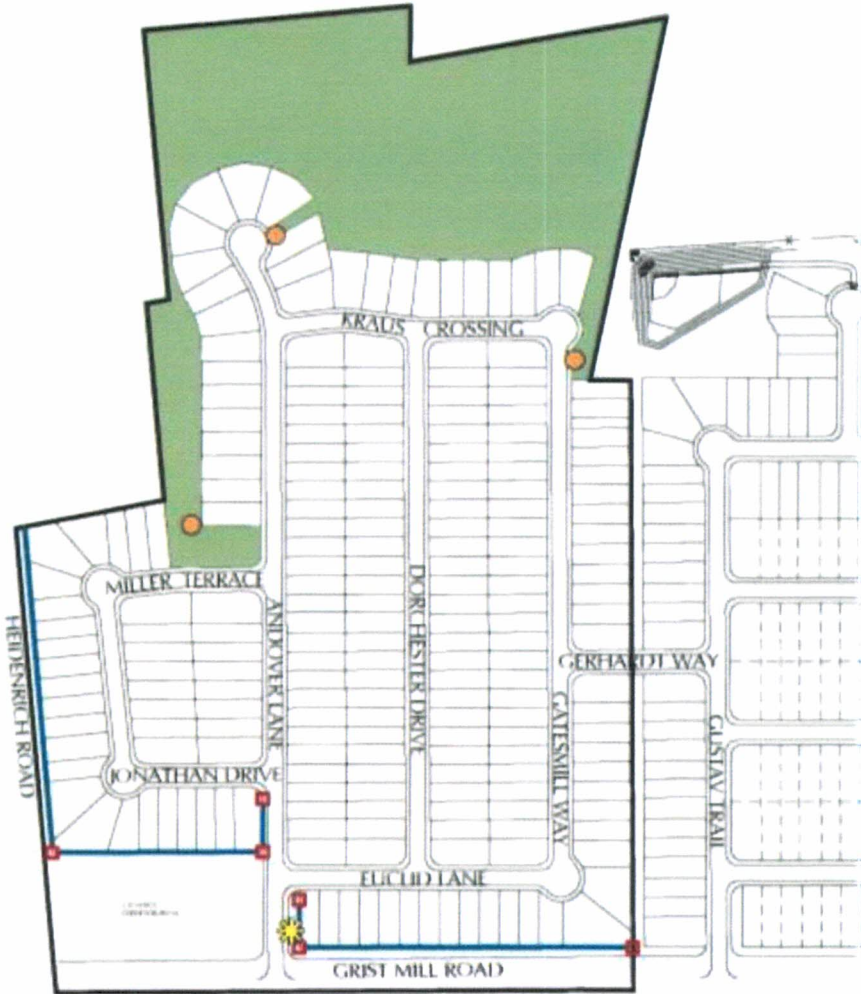 KRAUS CROSSING
MILLER TERRACE
HEIDENRICH ROAD
ANDOVER LANE
DORCHESTER DRIVE
GERHARDT WAY
GATESMILL WAY
GUSTAV TRAIL
JONATHAN DRIVE
EUCLID LANE
GRIST MILL ROAD